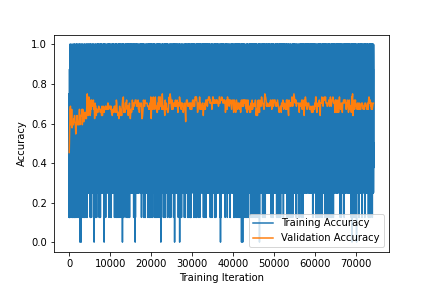 1.0
0.8
0.6
0.4
0.2
0.0
Accuracy
0 10000 20000 30000 40000 50000 60000 70000
Training Iteration
Training Accuracy
Validation Accuracy